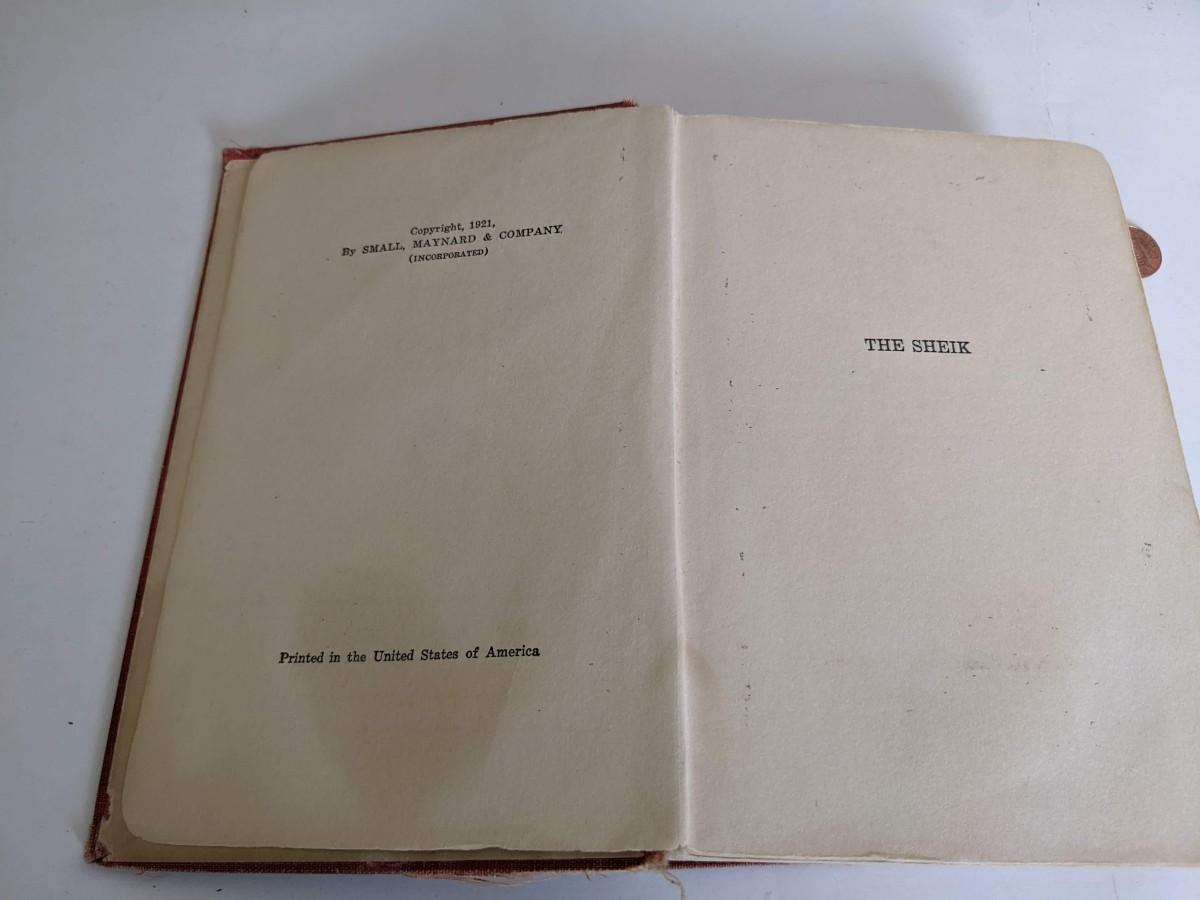 Copyright, 1921,
By SMALL, MAYNARD & COMPANY
(INCORPORATED)
Printed in the United States of America
THE SHEIK